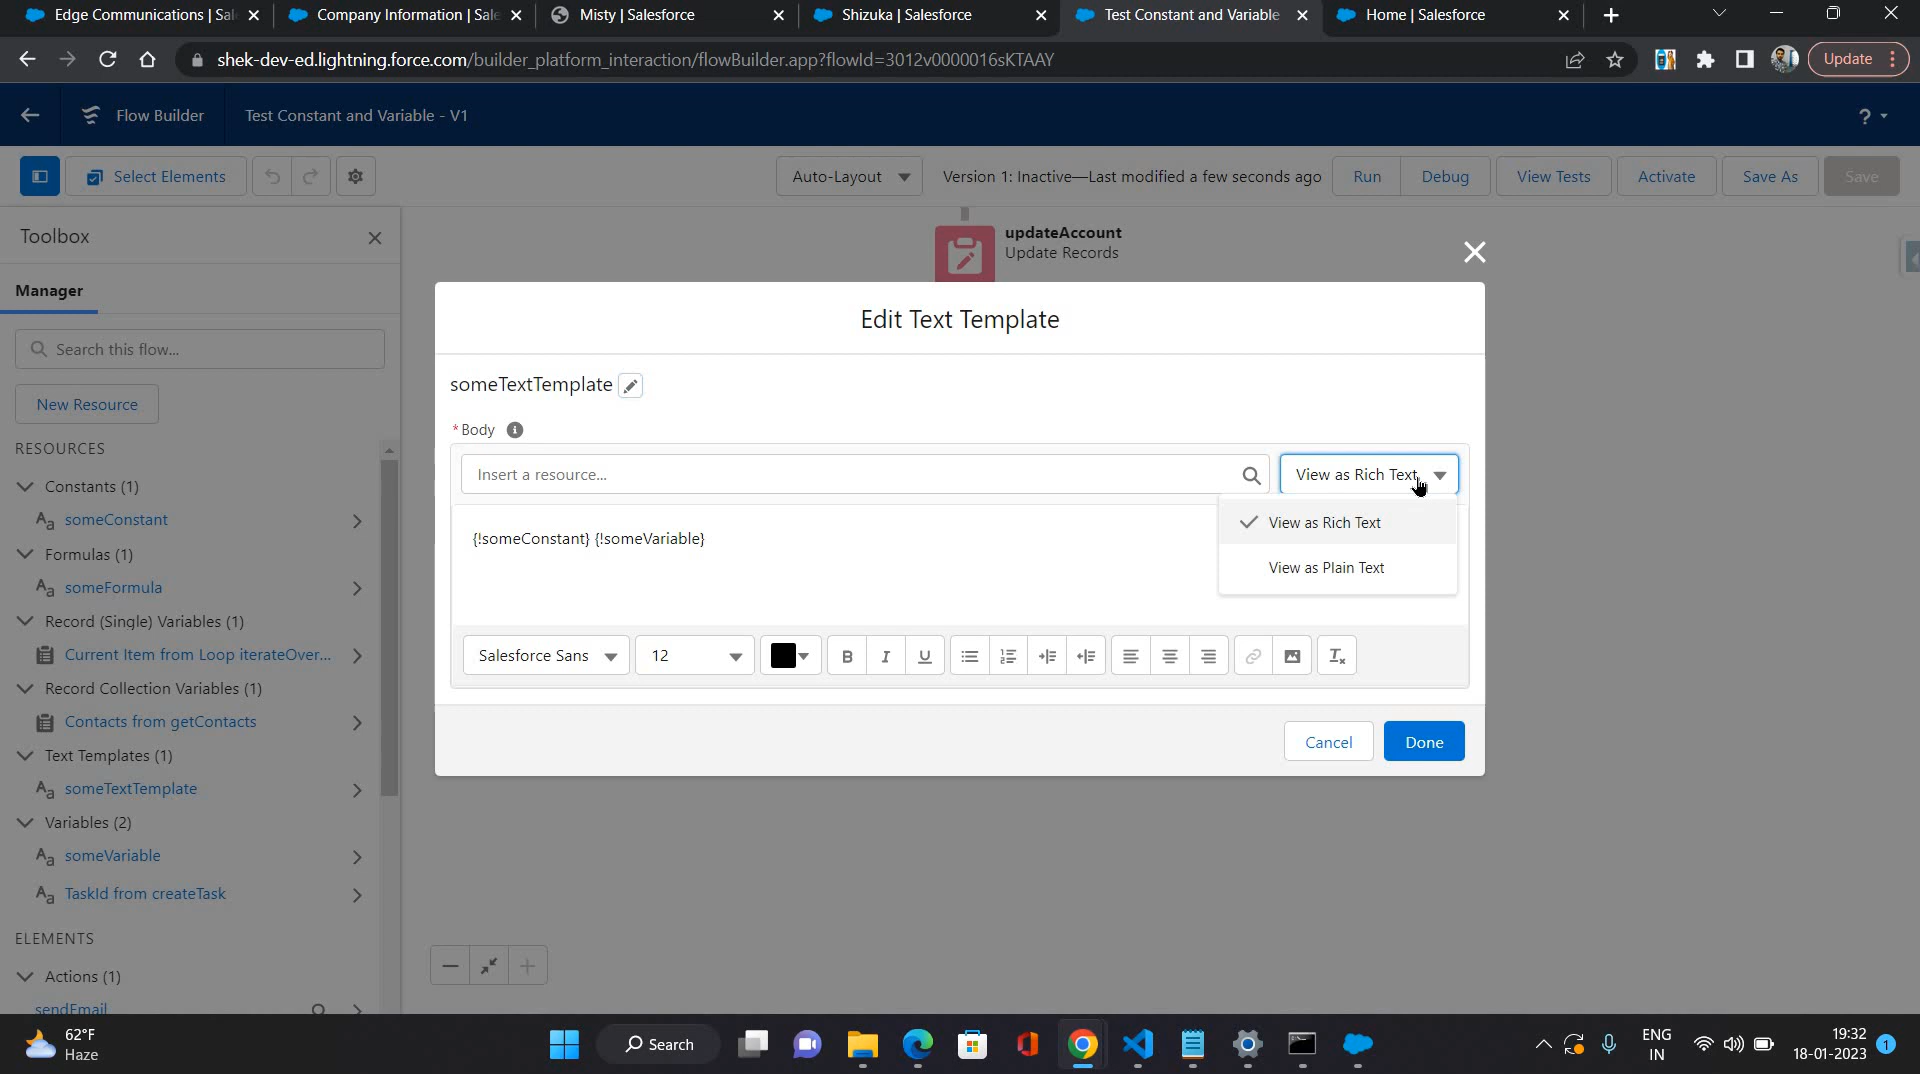 Edge Communications | Sal
Company Information | Sale
Misty | Salesforce
Shizuka | Salesforce
Test Constant and Variable
Home | Salesforce
shek-dev-ed.lightning.force.com/builder_platform_interaction/flowBuilder.app?flowId=3012v0000016sKTAAY
Update
Flow Builder
Test Constant and Variable - V1
?
Select Elements
Auto-Layout
Version 1: Inactive—Last modified a few seconds ago
Run
Debug
View Tests
Activate
Save As
Save
Toolbox
updateAccount
Update Records
Manager
Search this flow...
New Resource
RESOURCES
Constants (1)
Aa someConstant
Formulas (1)
Aa someFormula
Record (Single) Variables (1)
Current Item from Loop iterateOver...
Record Collection Variables (1)
Contacts from getContacts
Text Templates (1)
Aa someTextTemplate
Variables (2)
Aa someVariable
Aa TaskId from createTask
ELEMENTS
Actions (1)
sendEmail
Edit Text Template
someTextTemplate
* Body
Insert a resource...
View as Rich Text
{!someConstant} {!someVariable}
View as Rich Text
View as Plain Text
Salesforce Sans
12
B I U
Cancel
Done
62°F
Haze
Search
ENG
IN
19:32
18-01-2023
1